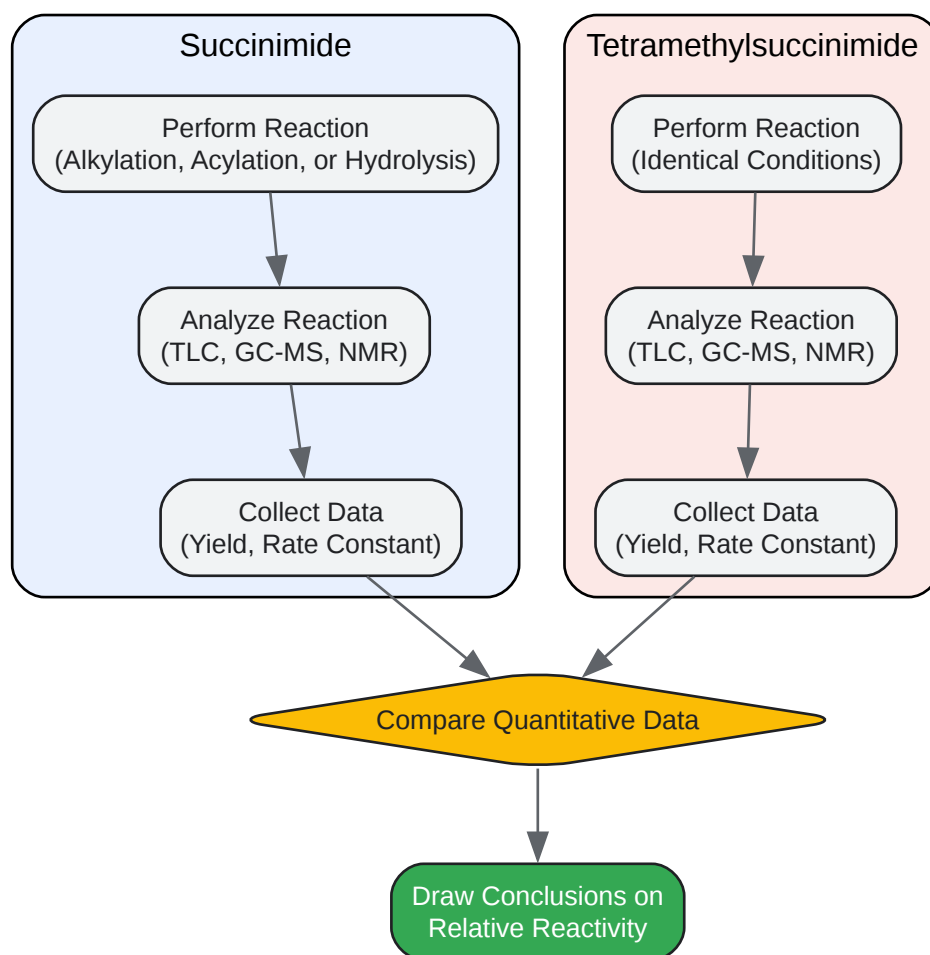 Succinimide
Perform Reaction
(Alkylation, Acylation, or Hydrolysis)
Analyze Reaction
(TLC, GC-MS, NMR)
Collect Data
(Yield, Rate Constant)
Tetramethylsuccinimide
Perform Reaction
(Identical Conditions)
Analyze Reaction
(TLC, GC-MS, NMR)
Collect Data
(Yield, Rate Constant)
Compare Quantitative Data
Draw Conclusions on
Relative Reactivity